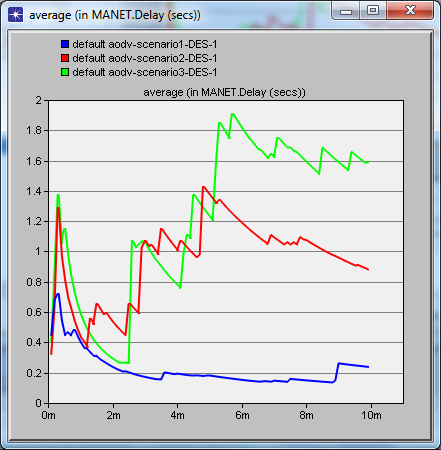 average (in MANET.Delay (secs))
default aodv-scenario1-DES-1
default aodv-scenario2-DES-1
default aodv-scenario3-DES-1
average (in MANET.Delay (secs))
2
1.8
1.6
1.4
1.2
1
0.8
0.6
0.4
0.2
0
0m 2m 4m 6m 8m 10m